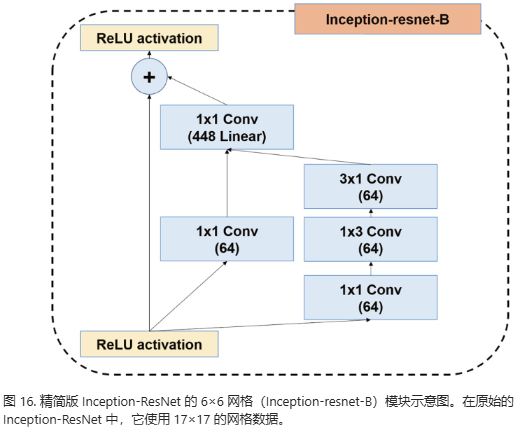 Inception-resnet-B
ReLU activation
+
1x1 Conv
(448 Linear)
3x1 Conv
(64)
1x1 Conv
(64)
1x3 Conv
(64)
1x1 Conv
(64)
ReLU activation
图 16. 精简版 Inception-ResNet 的 6×6 网格（Inception-resnet-B）模块示意图。在原始的
Inception-ResNet 中，它使用 17×17 的网格数据。